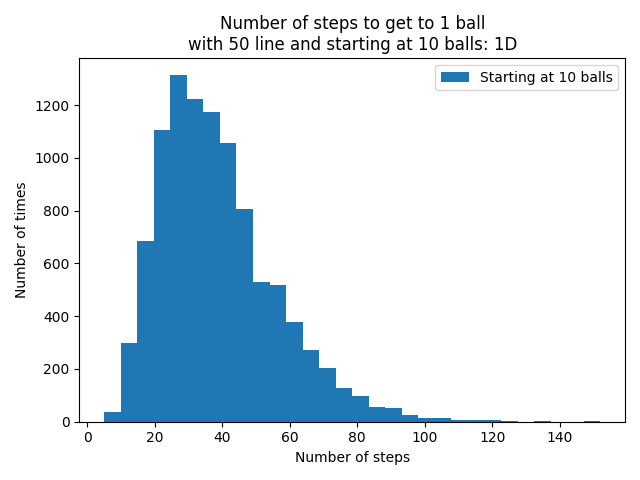 Number of steps to get to 1 ball
with 50 line and starting at 10 balls: 1D
Starting at 10 balls
Number of times
1200
1000
800
600
400
200
0
0 20 40 60 80 100 120 140
Number of steps